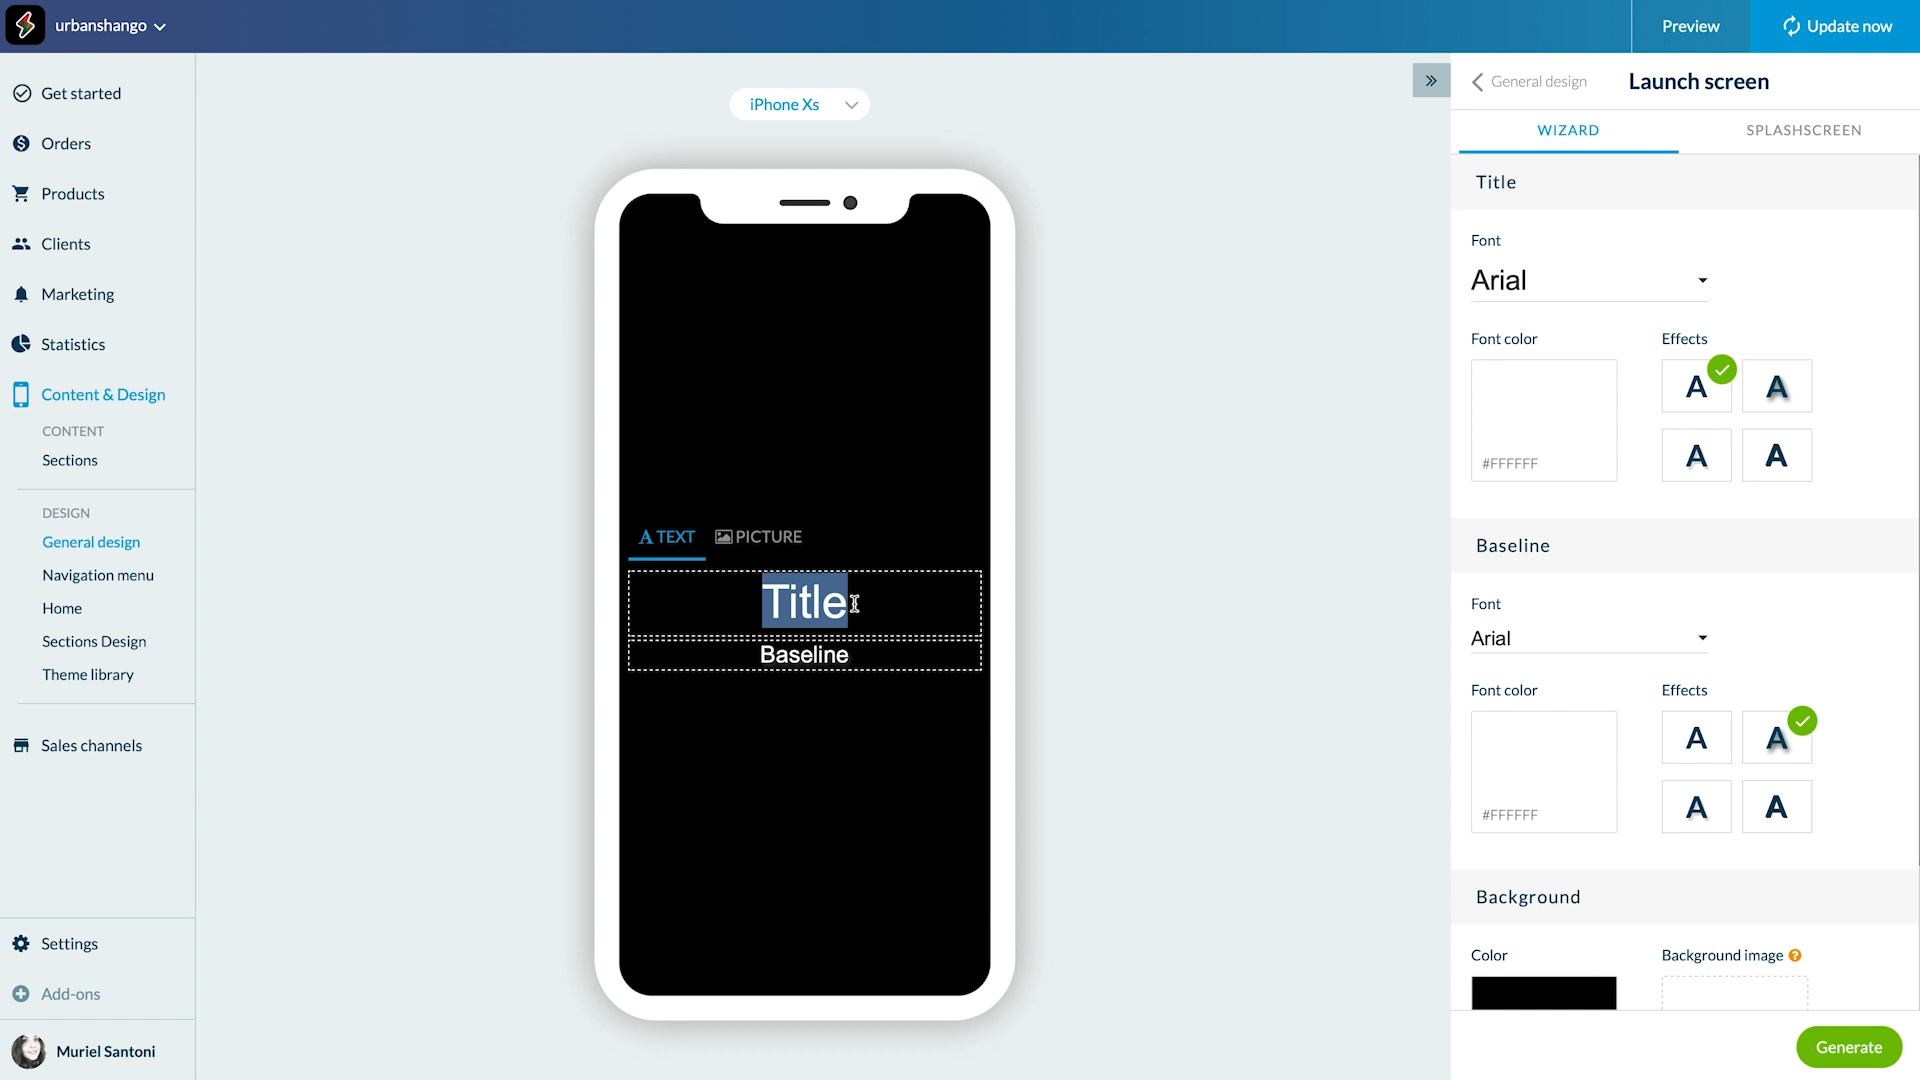 urbanshango
Preview
Update now
Get started
Orders
Products
Clients
Marketing
Statistics
Content & Design
CONTENT
Sections
DESIGN
General design
Navigation menu
Home
Sections Design
Theme library
Sales channels
Settings
Add-ons
Muriel Santoni
iPhone Xs
A TEXT PICTURE
Title
Baseline
General design
Launch screen
WIZARD SPLASHSCREEN
Title
Font
Arial
Font color Effects
A A
#FFFFFF A A
Baseline
Font
Arial
Font color Effects
A A
#FFFFFF A A
Background
Color Background image ?
Generate